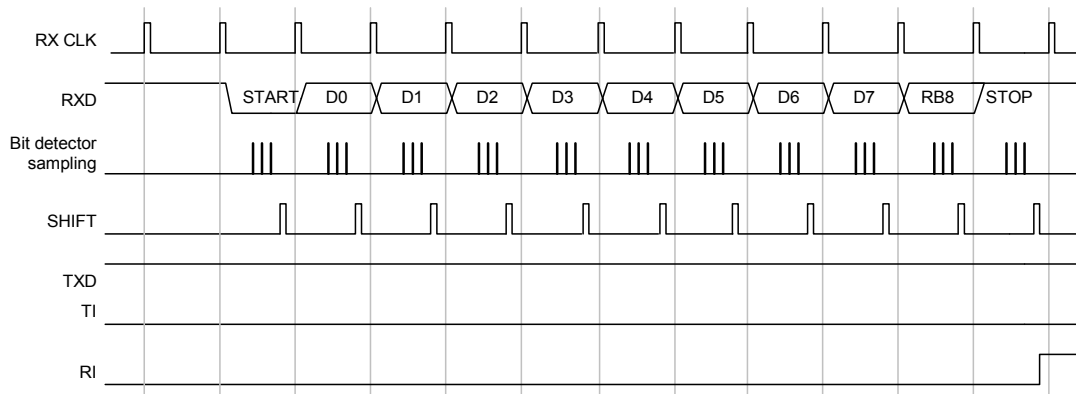 RX CLK
RXD
START D0 D1 D2 D3 D4 D5 D6 D7 RB8 STOP
Bit detector
sampling
SHIFT
TXD
TI
RI